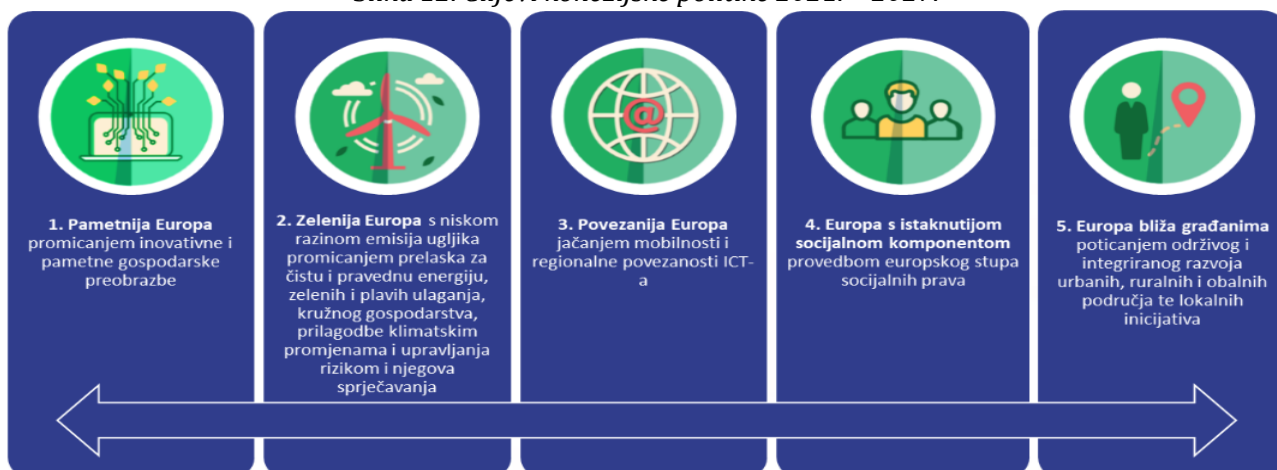 @
1. Pametnija Europa
promicanjem inovativne i
pametne gospodarske
preobrazbe
2. Zelenija Europa s niskom
razinom emisija ugljika
promicanjem prelaska za
čistu i pravednu energiju,
zelenih i plavih ulaganja,
kružnog gospodarstva,
prilagodbe klimatskim
promjenama i upravljanja
rizikom i njegova
sprječavanja
3. Povezanija Europa
jačanjem mobilnosti i
regionalne povezanosti ICT-
a
4. Europa s istaknutijom
socijalnom komponentom
provedbom europskog stupa
socijalnih prava
5. Europa bliža građanima
poticanjem održivog i
integriranog razvoja
urbanih, ruralnih i obalnih
područja te lokalnih
inicijativa